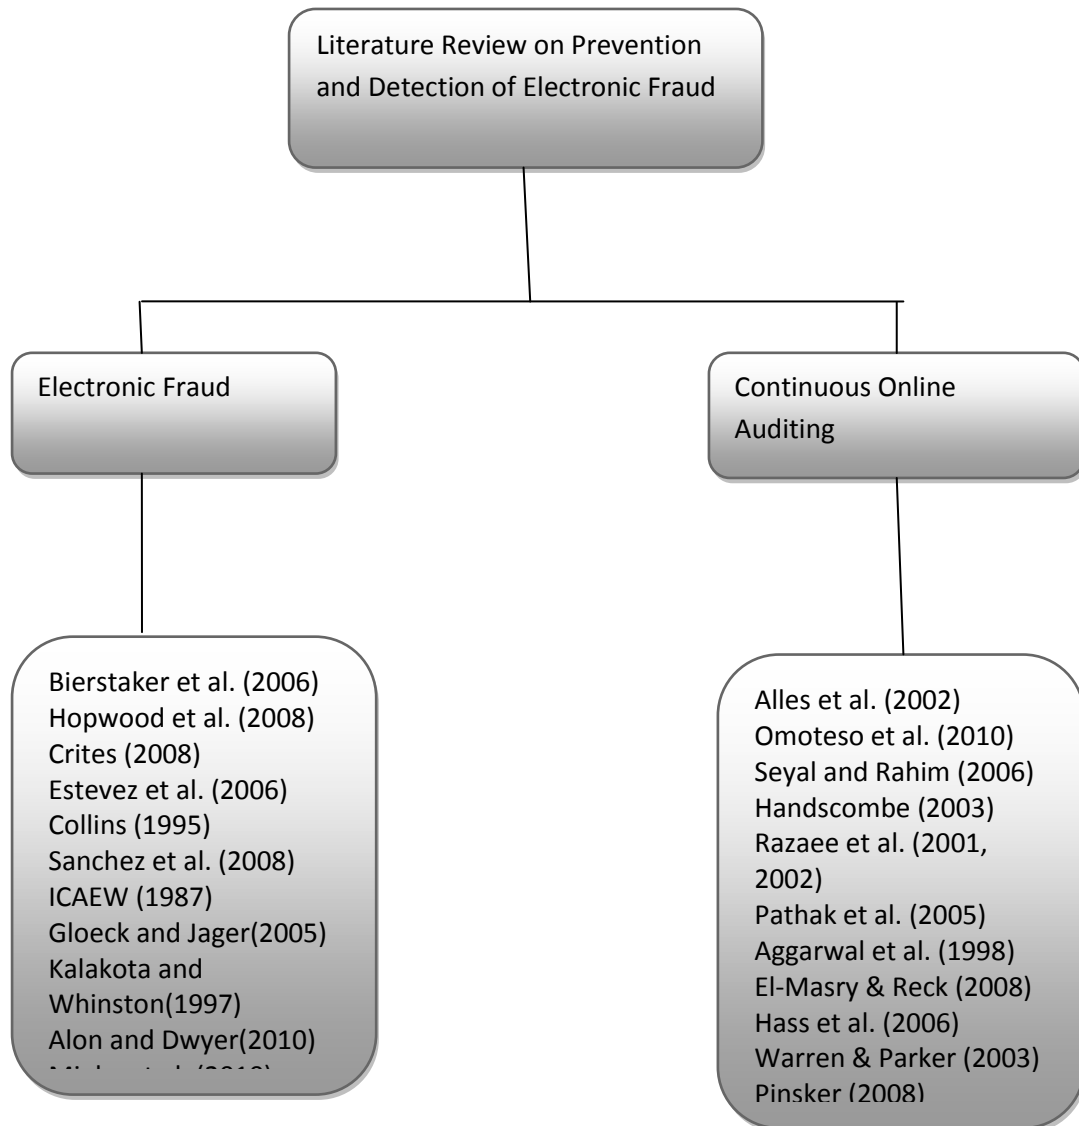 Literature Review on Prevention
and Detection of Electronic Fraud
Electronic Fraud
Continuous Online
Auditing
Bierstaker et al. (2006)
Hopwood et al. (2008)
Crites (2008)
Estevez et al. (2006)
Collins (1995)
Sanchez et al. (2008)
ICAEW (1987)
Gloeck and Jager(2005)
Kalakota and
Whinston(1997)
Alon and Dwyer(2010)
Alles et al. (2002)
Omoteso et al. (2010)
Seyal and Rahim (2006)
Handscombe (2003)
Razaee et al. (2001,
2002)
Pathak et al. (2005)
Aggarwal et al. (1998)
El-Masry & Reck (2008)
Hass et al. (2006)
Warren & Parker (2003)
Pinsker (2008)